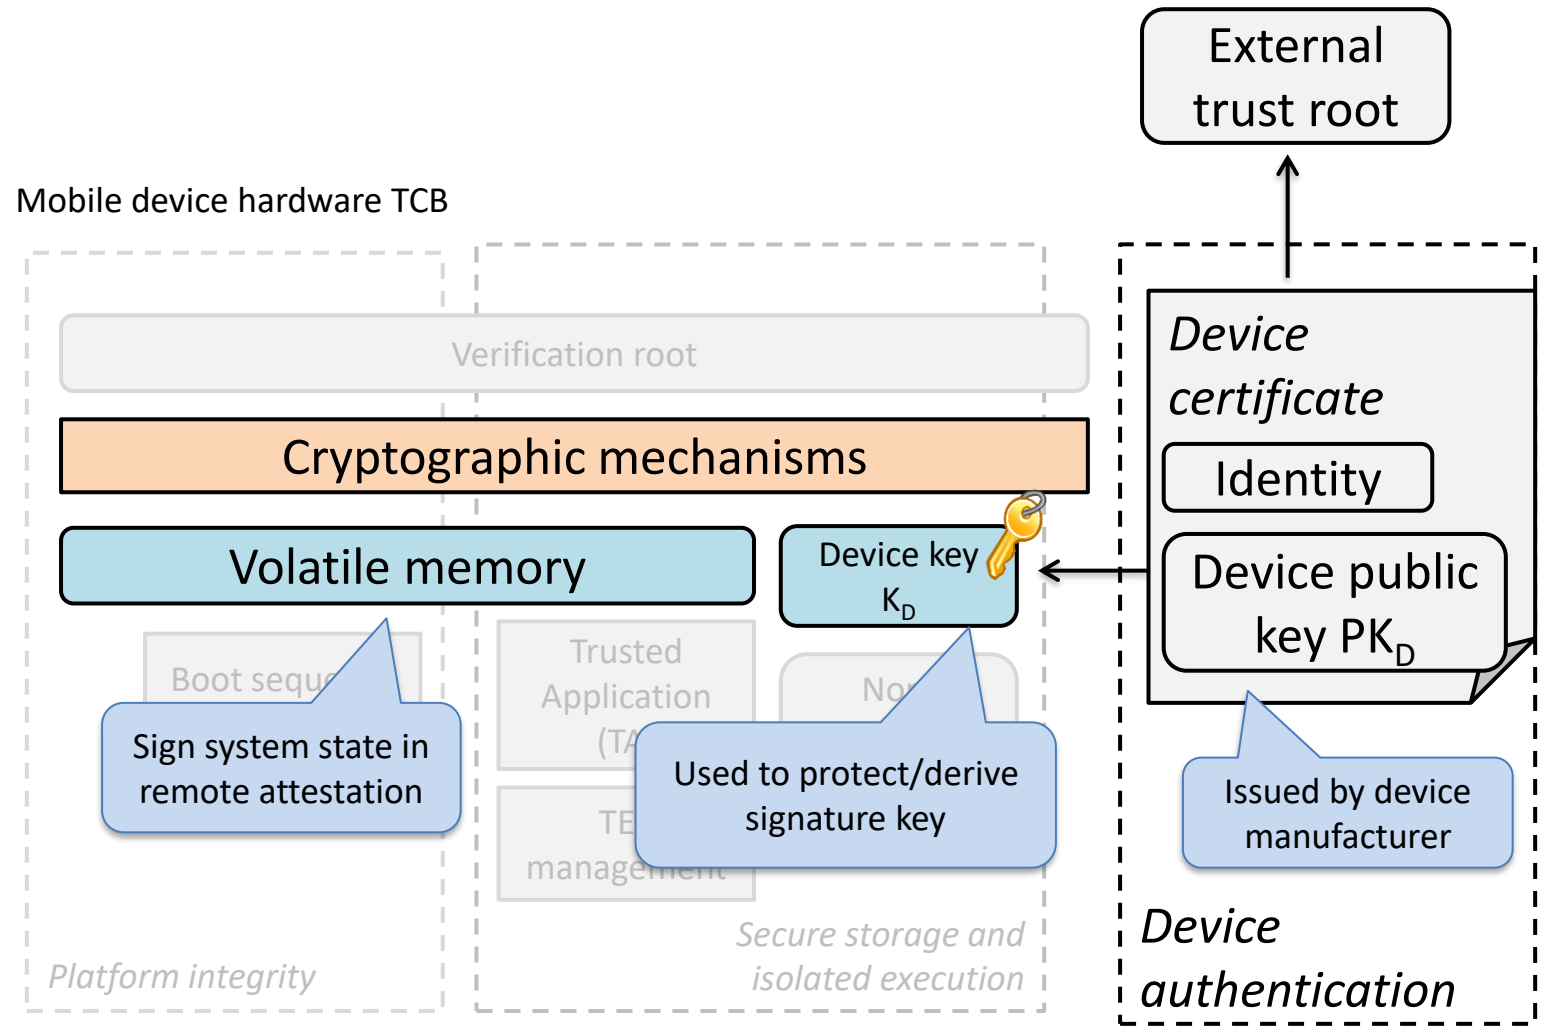 External
trust root
Mobile device hardware TCB
Verification root
Device
certificate
Cryptographic mechanisms
Identity
Volatile memory
Device key
K_D
Device public
key PK_D
Trusted
Application
Boot
Sign system state in
remote attestation
Used to protect/derive
signature key
Issued by device
manufacturer
management
Secure storage and
isolated execution
Platform integrity
Device
authentication